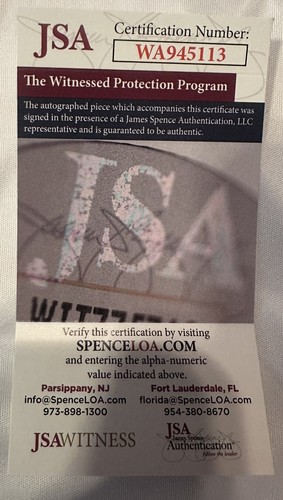 JSA
Certification Number:
WA945113
The Witnessed Protection Program
The autographed piece which accompanies this certificate was
signed in the presence of a James Spence Authentication, LLC
representative and is guaranteed to be authentic.
JSA
Verify this certification by visiting
SPENCELOA.COM
and entering the alpha-numeric
value indicated above.
Parsippany, NJ
info@SpenceLOA.com
973-898-1300
Fort Lauderdale, FL
florida@SpenceLOA.com
954-380-8670
JSAWITNESS
JSA
James Spence
Authentication
Follow the leader